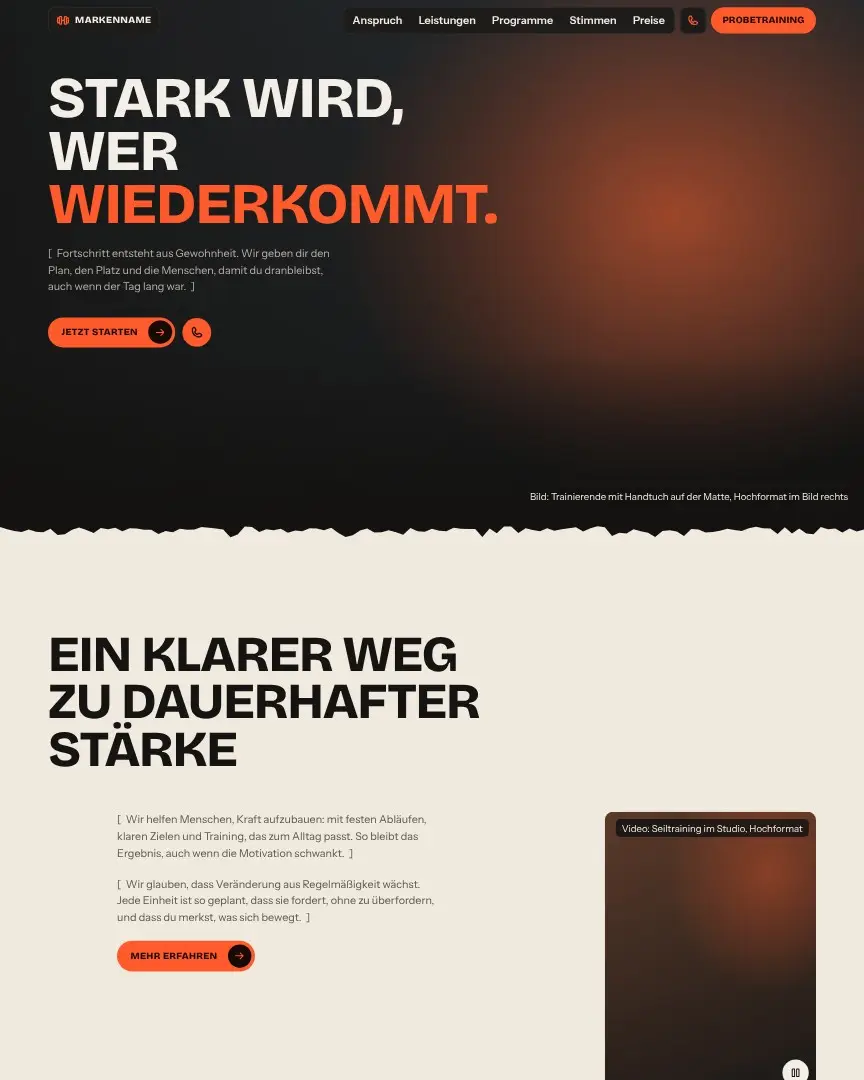 MARKENNAME
Anspruch Leistungen Programme Stimmen Preise
PROBETRAINING
STARK WIRD,
WER
WIEDERKOMMT.
[ Fortschritt entsteht aus Gewohnheit. Wir geben dir den
Plan, den Platz und die Menschen, damit du dranbleibst,
auch wenn der Tag lang war. ]
JETZT STARTEN
Bild: Trainierende mit Handtuch auf der Matte, Hochformat im Bild rechts
EIN KLARER WEG
ZU DAUERHAFTER
STÄRKE
[ Wir helfen Menschen, Kraft aufzubauen: mit festen Abläufen,
klaren Zielen und Training, das zum Alltag passt. So bleibt das
Ergebnis, auch wenn die Motivation schwankt. ]
[ Wir glauben, dass Veränderung aus Regelmäßigkeit wächst.
Jede Einheit ist so geplant, dass sie fordert, ohne zu überfordern,
und dass du merkst, was sich bewegt. ]
MEHR ERFAHREN
Video: Seiltraining im Studio, Hochformat